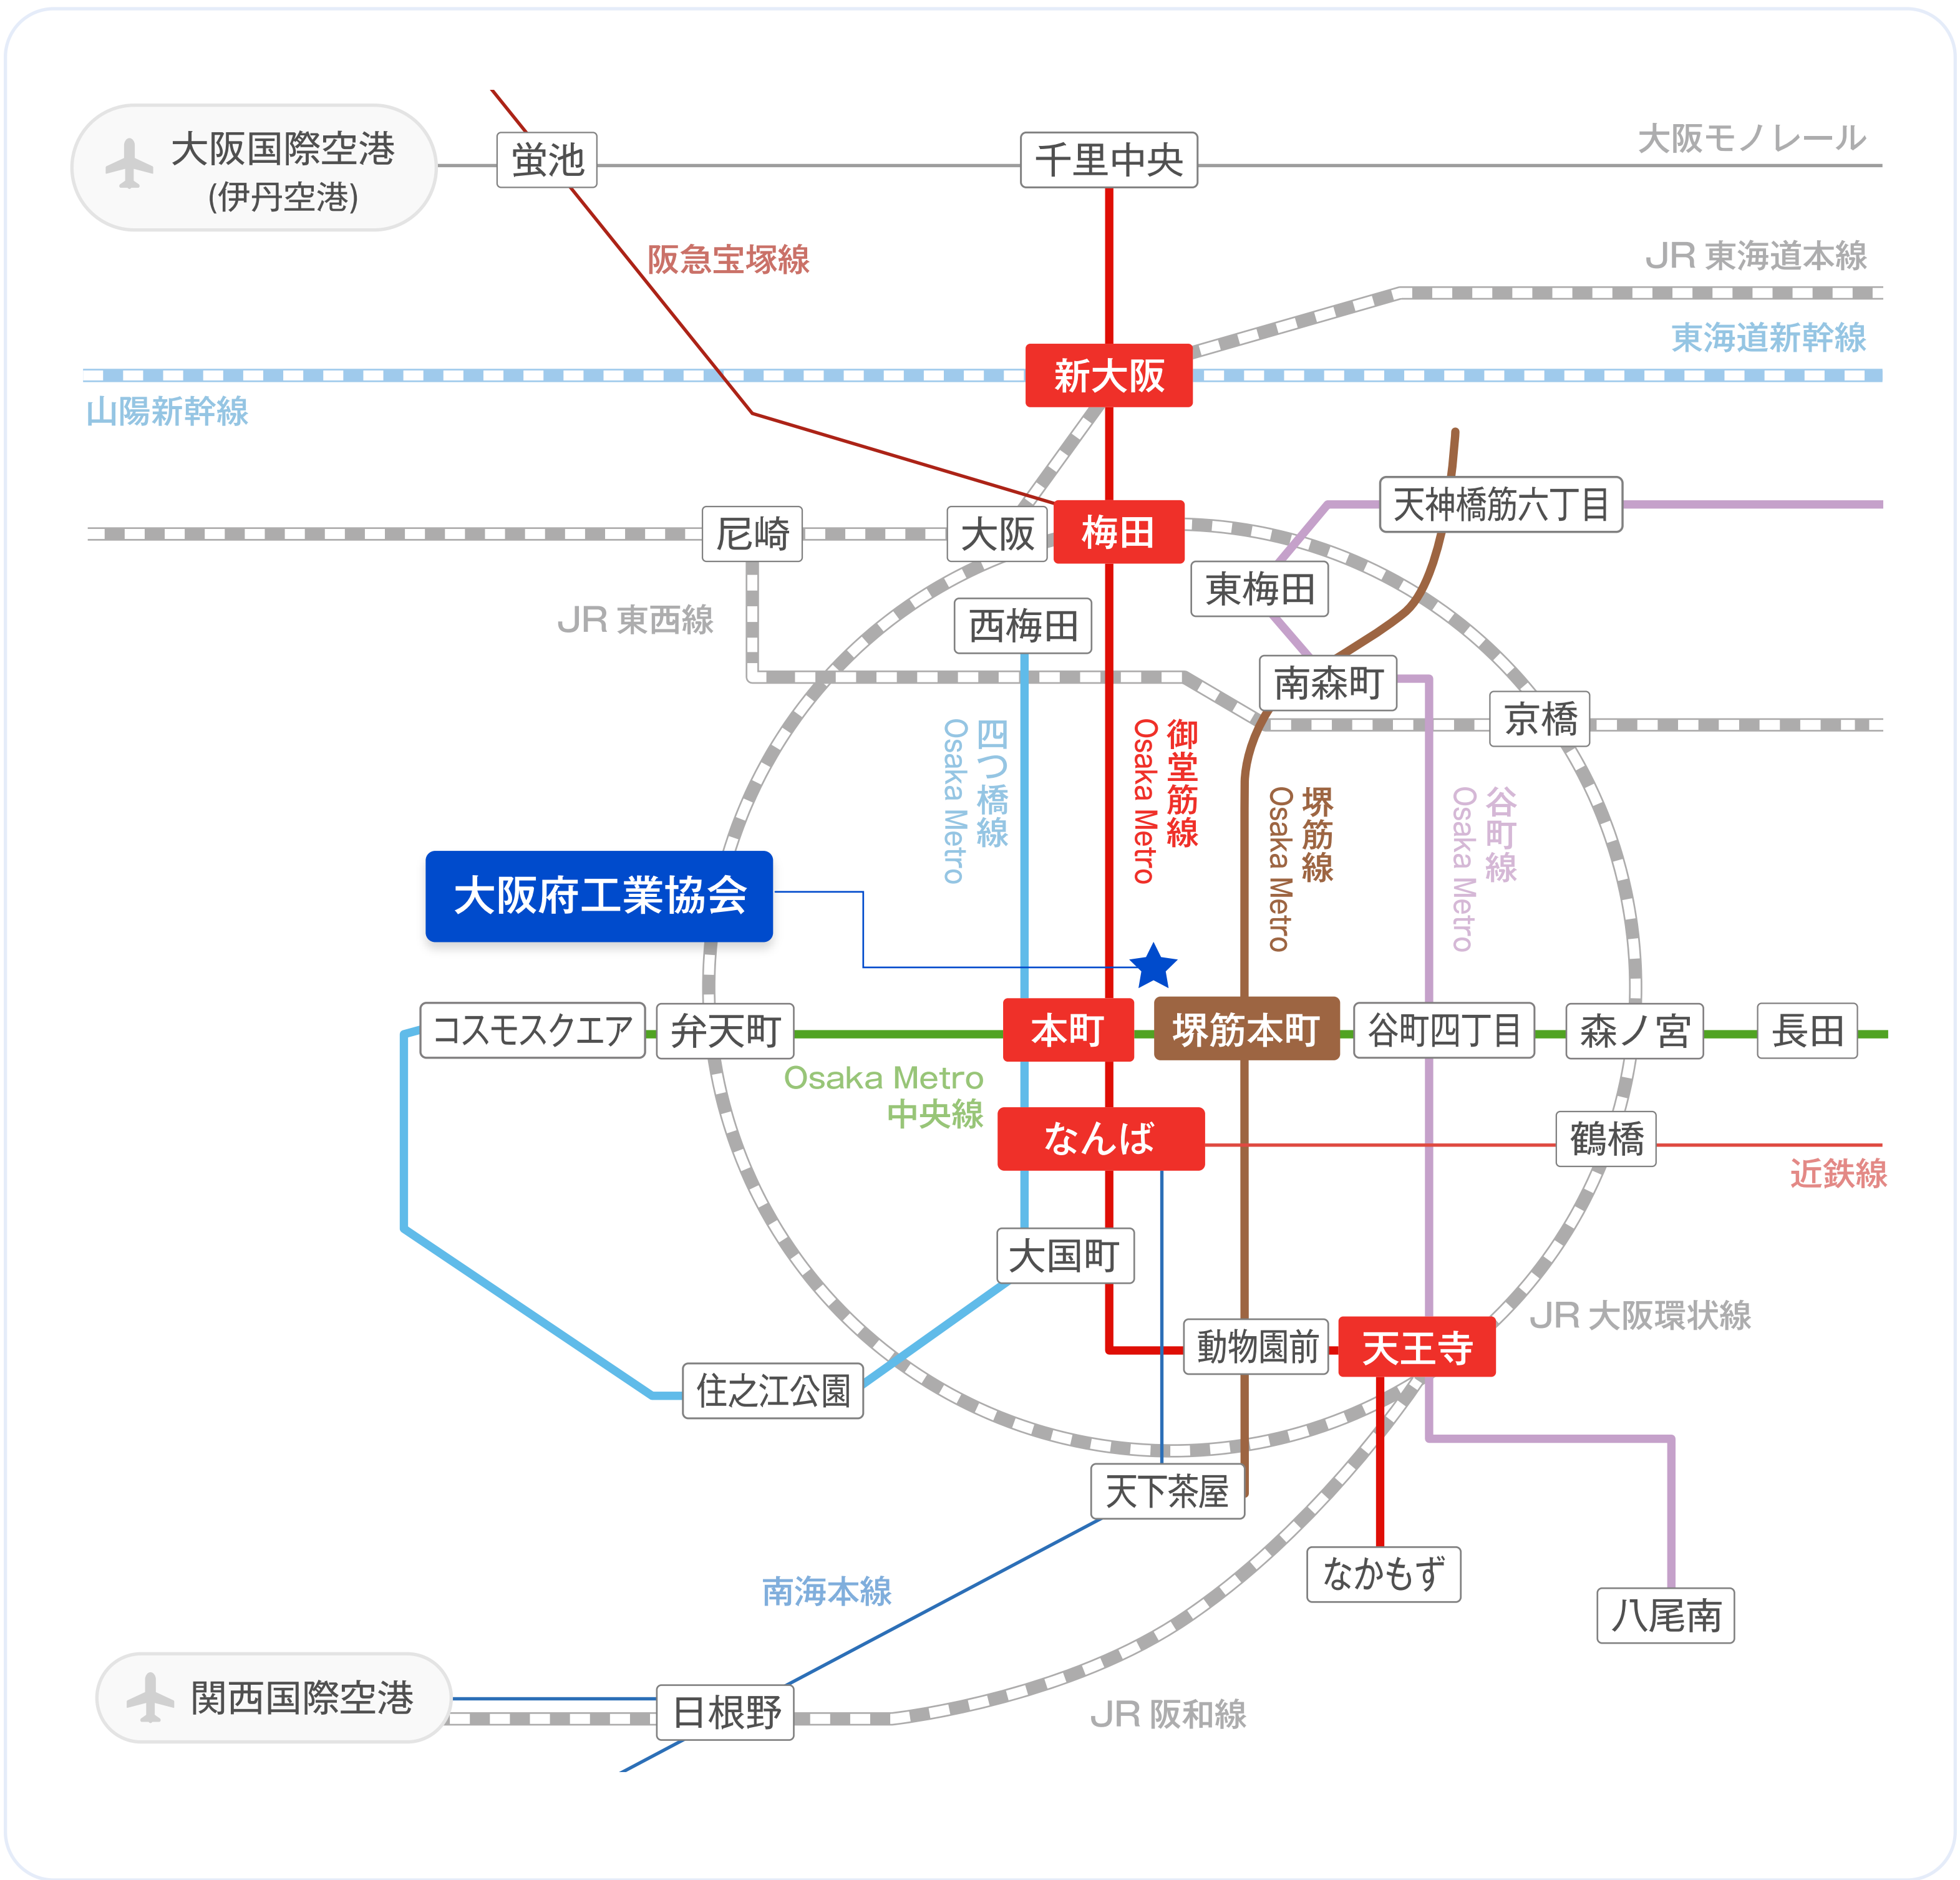 大阪国際空港
(伊丹空港)
蛍池
千里中央
大阪モノレール
阪急宝塚線
JR 東海道本線
東海道新幹線
新大阪
山陽新幹線
天神橋筋六丁目
尼崎
大阪
梅田
東梅田
JR 東西線
西梅田
南森町
京橋
四つ橋線
Osaka Metro
御堂筋線
Osaka Metro
堺筋線
Osaka Metro
谷町線
Osaka Metro
大阪府工業協会
コスモスクエア
弁天町
本町
堺筋本町
谷町四丁目
森ノ宮
長田
Osaka Metro
中央線
なんば
鶴橋
近鉄線
大国町
JR 大阪環状線
動物園前
天王寺
住之江公園
天下茶屋
なかもず
南海本線
八尾南
関西国際空港
日根野
JR 阪和線